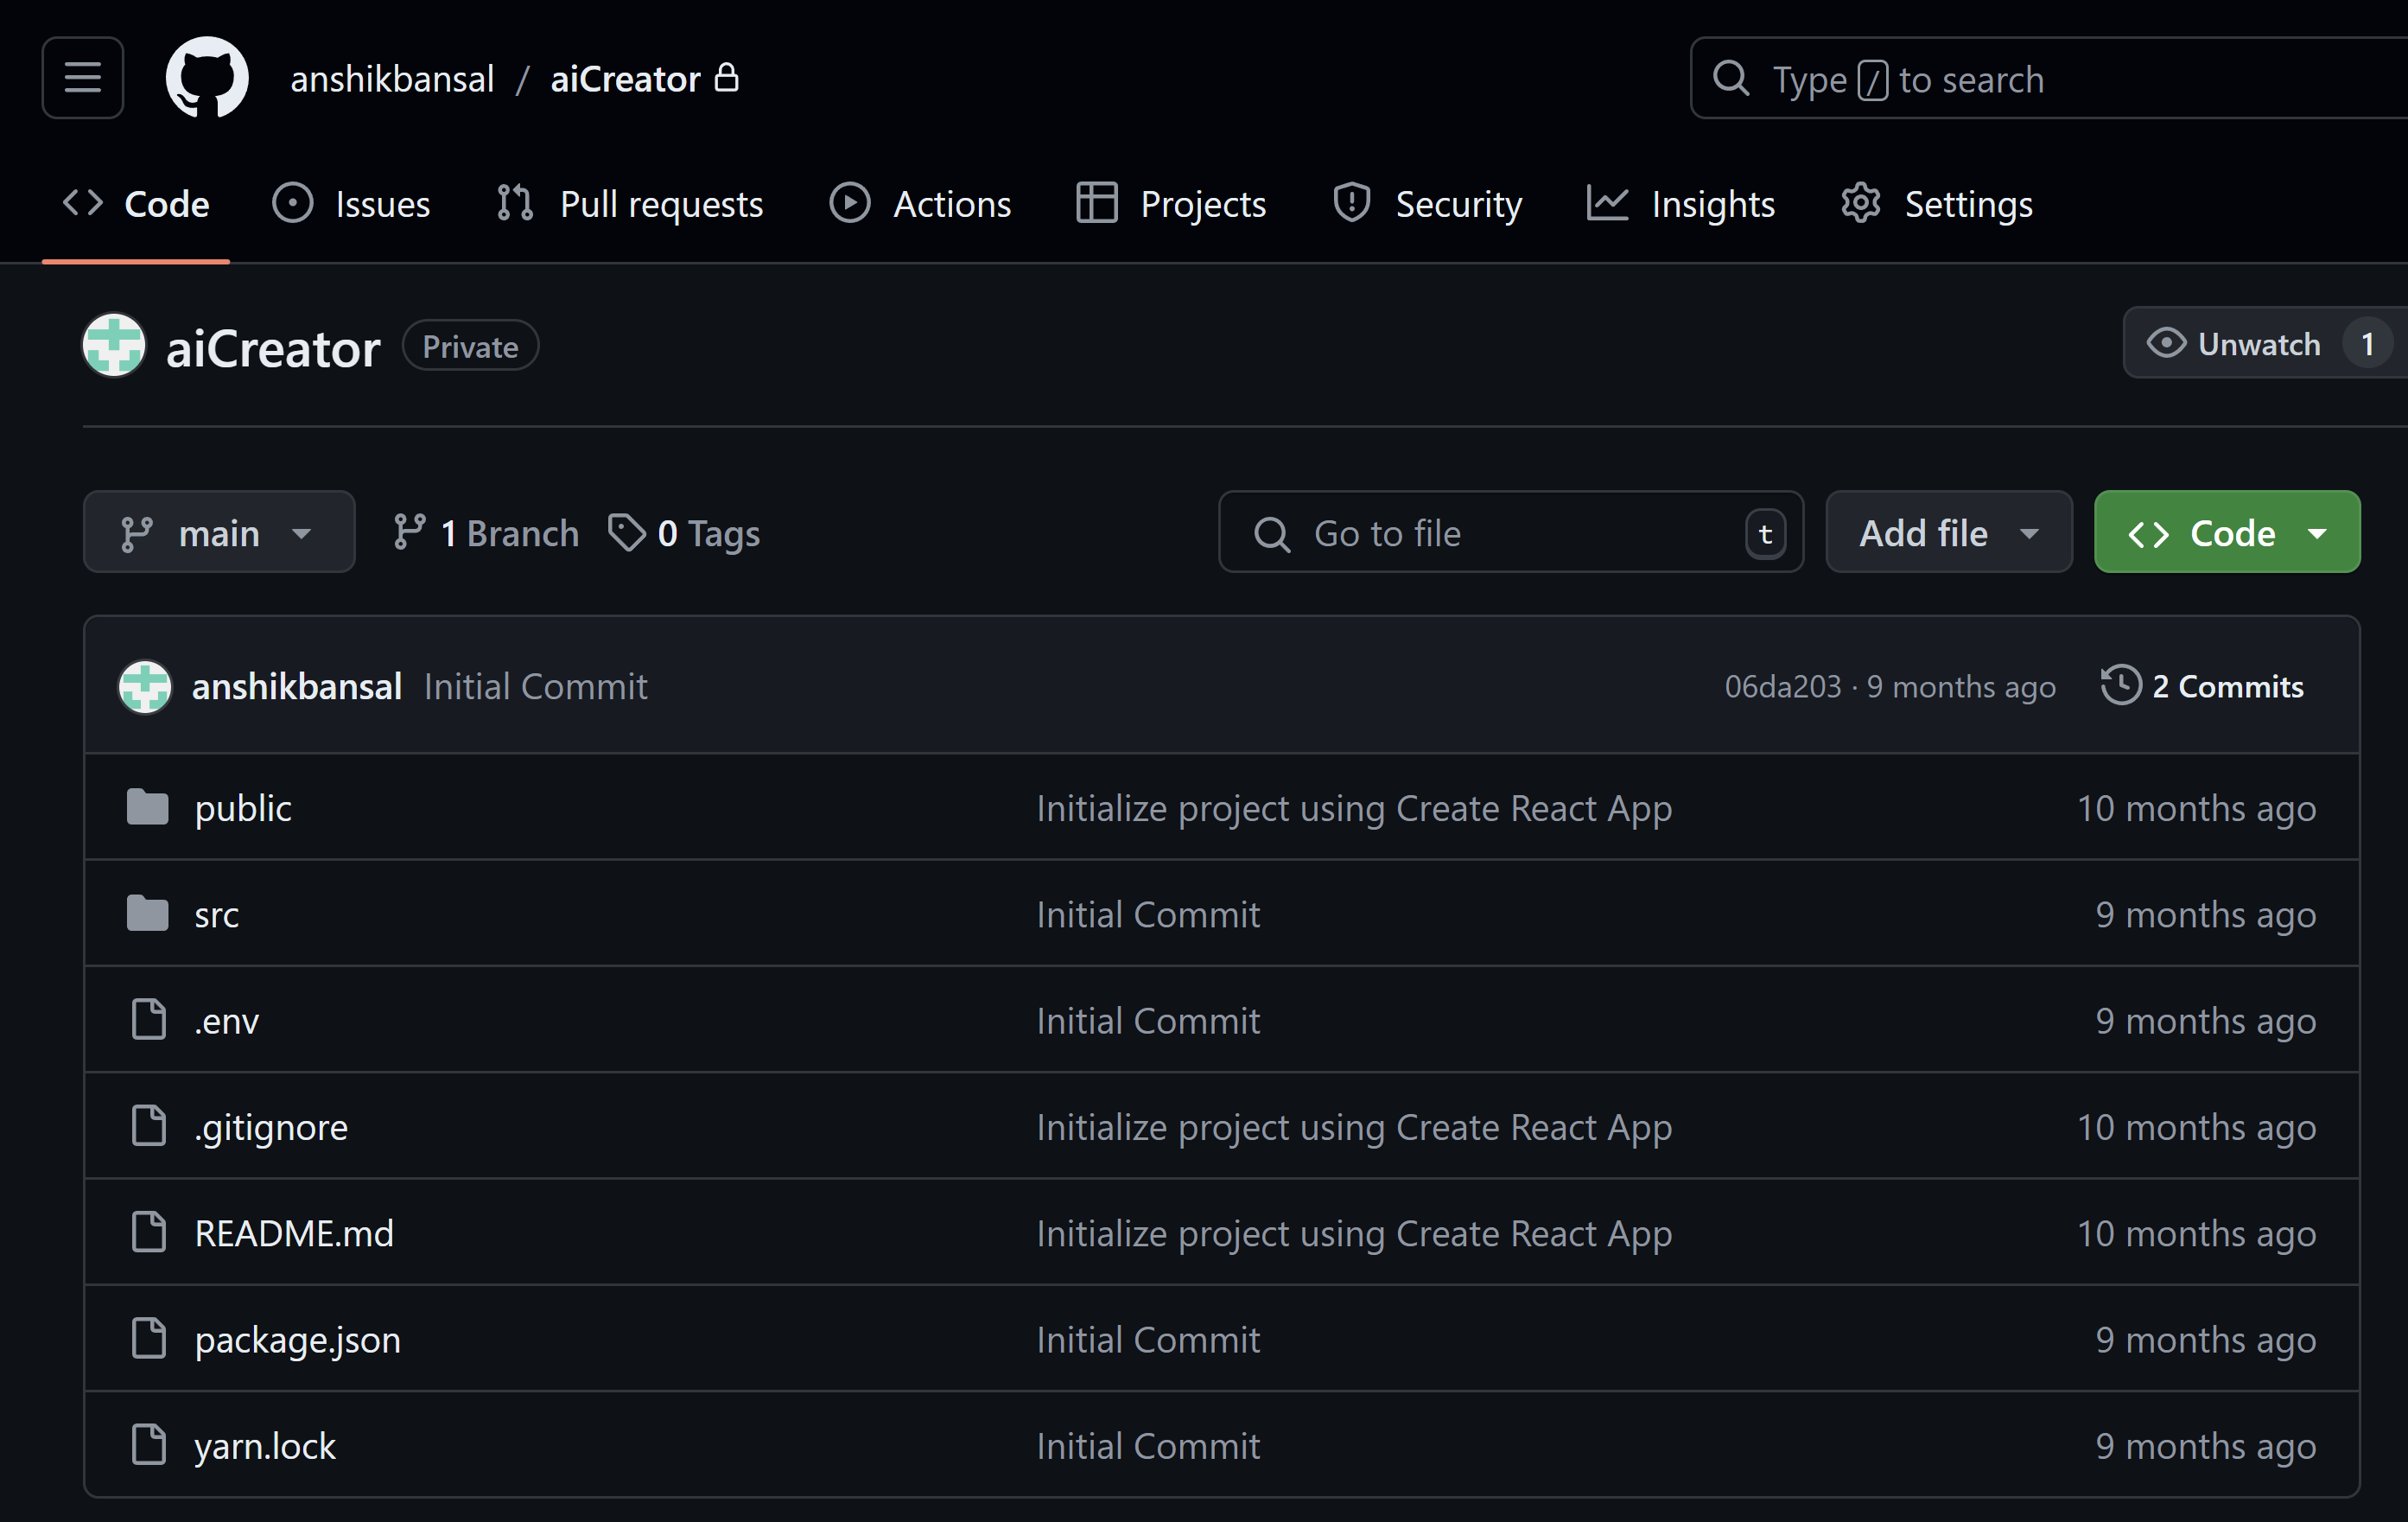 anshikbansal / aiCreator
Type / to search
Code Issues Pull requests Actions Projects Security Insights Settings
aiCreator Private
Unwatch 1
main 1 Branch 0 Tags
Go to file t
Add file
Code
anshikbansal Initial Commit 06da203 · 9 months ago 2 Commits
public Initialize project using Create React App 10 months ago
src Initial Commit 9 months ago
.env Initial Commit 9 months ago
.gitignore Initialize project using Create React App 10 months ago
README.md Initialize project using Create React App 10 months ago
package.json Initial Commit 9 months ago
yarn.lock Initial Commit 9 months ago